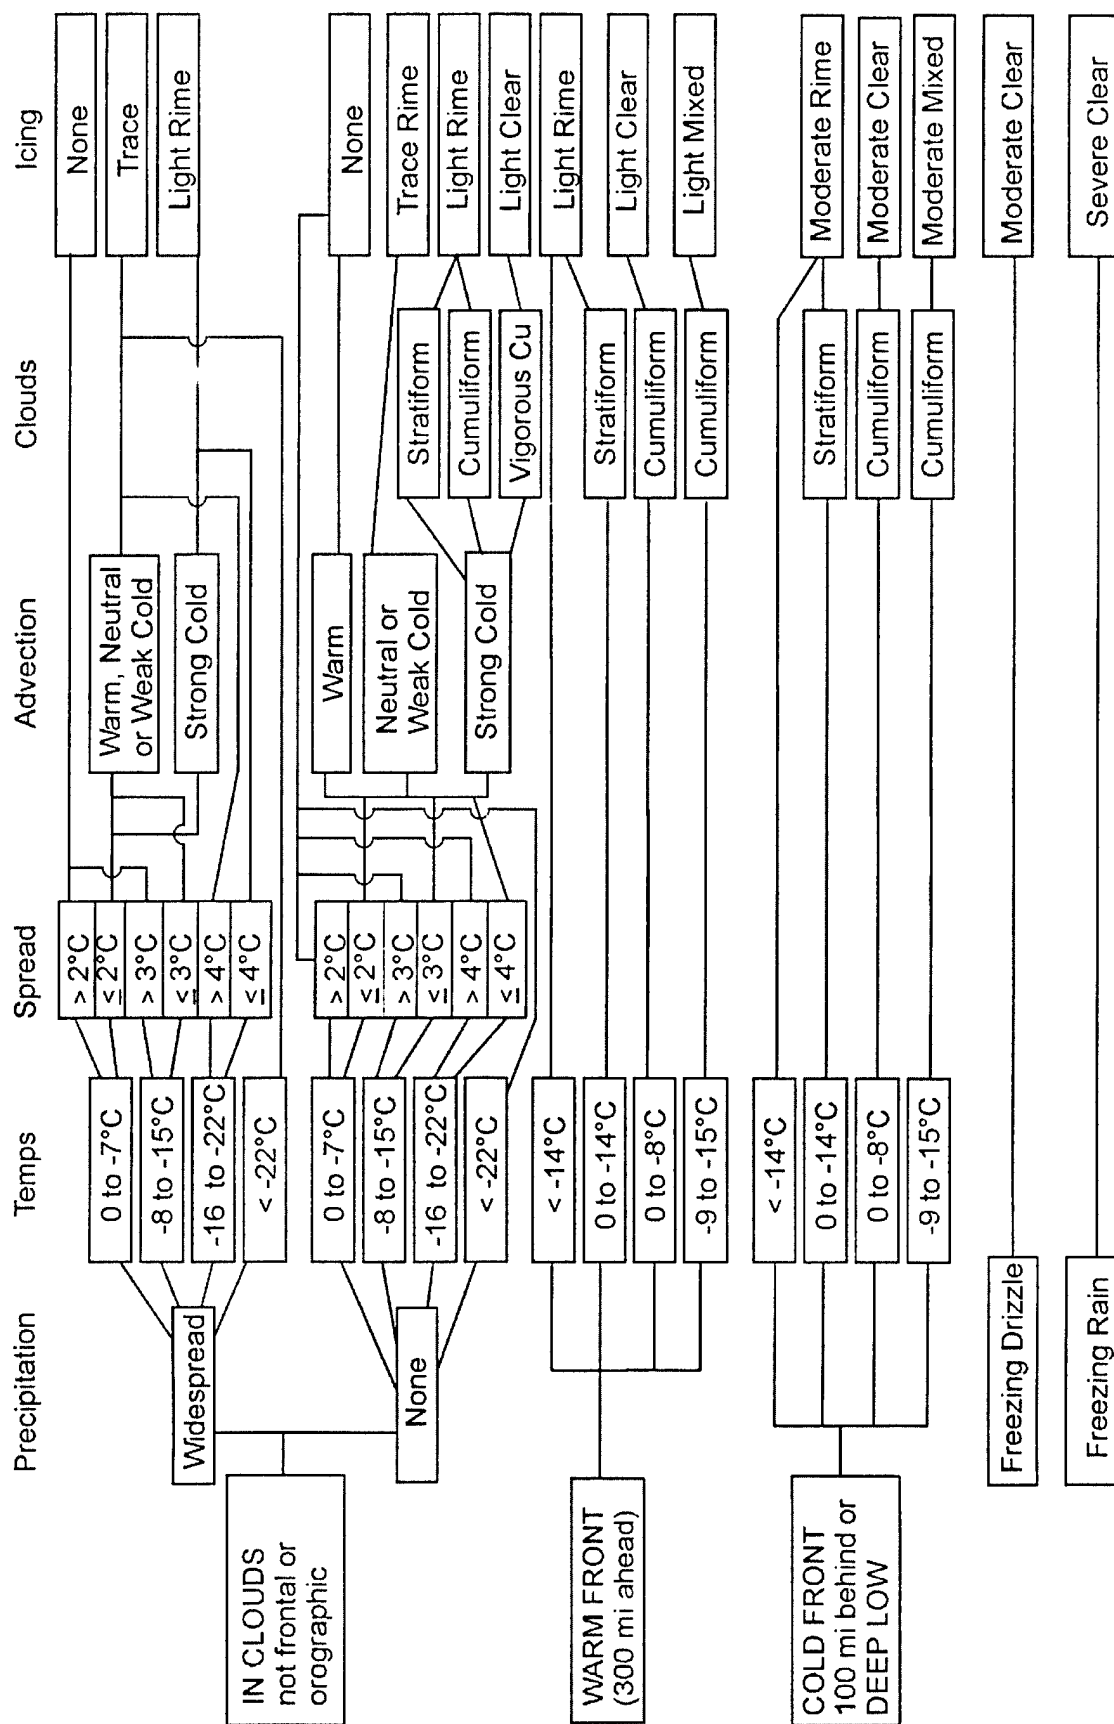 Precipitation
Temps
Spread
Advection
Clouds
Icing
IN CLOUDS
not frontal or
orographic
Widespread
0 to -7°C
-8 to -15°C
-16 to -22°C
< -22°C
> 2°C
≤ 2°C
> 3°C
≤ 3°C
> 4°C
≤ 4°C
Warm, Neutral
or Weak Cold
Strong Cold
None
Trace
Light Rime
None
0 to -7°C
-8 to -15°C
-16 to -22°C
< -22°C
> 2°C
≤ 2°C
> 3°C
≤ 3°C
> 4°C
≤ 4°C
Warm
Neutral or
Weak Cold
Strong Cold
Stratiform
Cumuliform
Vigorous Cu
None
Trace Rime
Light Rime
Light Clear
WARM FRONT
(300 mi ahead)
< -14°C
0 to -14°C
0 to -8°C
-9 to -15°C
Stratiform
Cumuliform
Cumuliform
Light Rime
Light Clear
Light Mixed
COLD FRONT
100 mi behind or
DEEP LOW
< -14°C
0 to -14°C
0 to -8°C
-9 to -15°C
Stratiform
Cumuliform
Cumuliform
Moderate Rime
Moderate Clear
Moderate Mixed
Freezing Drizzle
Moderate Clear
Freezing Rain
Severe Clear